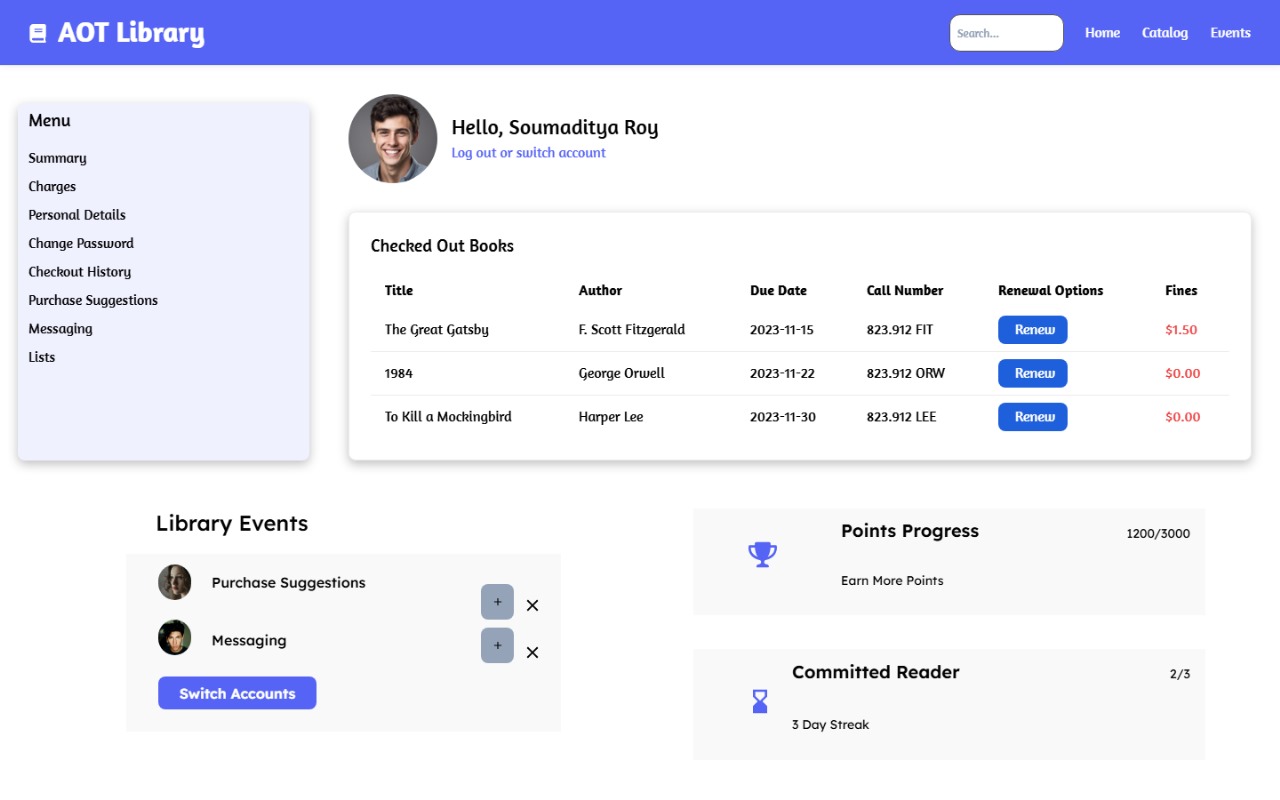 AOT Library
Search...
Home Catalog Events
Menu
Summary
Charges
Personal Details
Change Password
Checkout History
Purchase Suggestions
Messaging
Lists
Hello, Soumaditya Roy
Log out or switch account
Checked Out Books
Title Author Due Date Call Number Renewal Options Fines
The Great Gatsby F. Scott Fitzgerald 2023-11-15 823.912 FIT Renew $1.50
1984 George Orwell 2023-11-22 823.912 ORW Renew $0.00
To Kill a Mockingbird Harper Lee 2023-11-30 823.912 LEE Renew $0.00
Library Events
Purchase Suggestions
+
Messaging
+
Switch Accounts
Points Progress 1200/3000
Earn More Points
Committed Reader 2/3
3 Day Streak